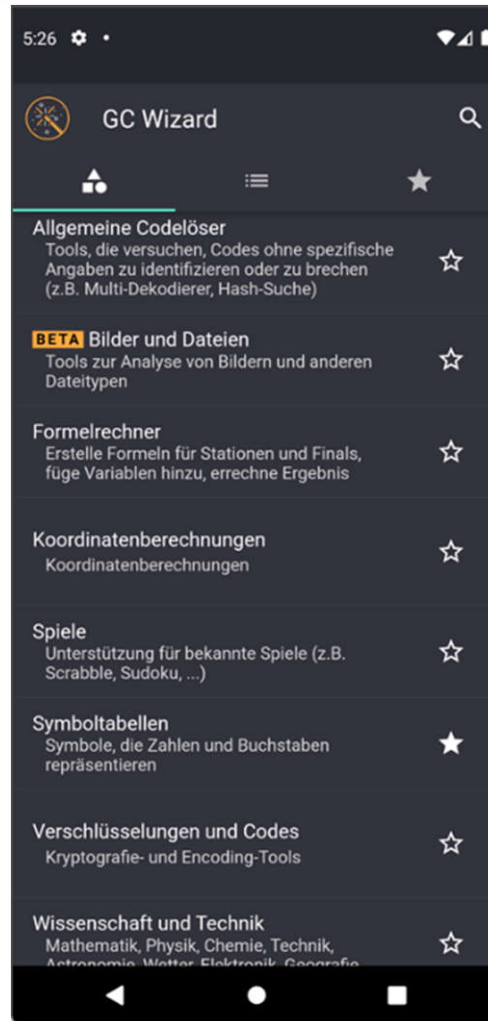 5:26
GC Wizard
Allgemeine Codelöser
Tools, die versuchen, Codes ohne spezifische
Angaben zu identifizieren oder zu brechen
(z.B. Multi-Dekodierer, Hash-Suche)
BETA Bilder und Dateien
Tools zur Analyse von Bildern und anderen
Dateitypen
Formelrechner
Erstelle Formeln für Stationen und Finals,
füge Variablen hinzu, errechne Ergebnis
Koordinatenberechnungen
Koordinatenberechnungen
Spiele
Unterstützung für bekannte Spiele (z.B.
Scrabble, Sudoku, ...)
Symboltabellen
Symbole, die Zahlen und Buchstaben
repräsentieren
Verschlüsselungen und Codes
Kryptografie- und Encoding-Tools
Wissenschaft und Technik
Mathematik, Physik, Chemie, Technik,
Astronomie, Wetter, Elektronik, Geografie